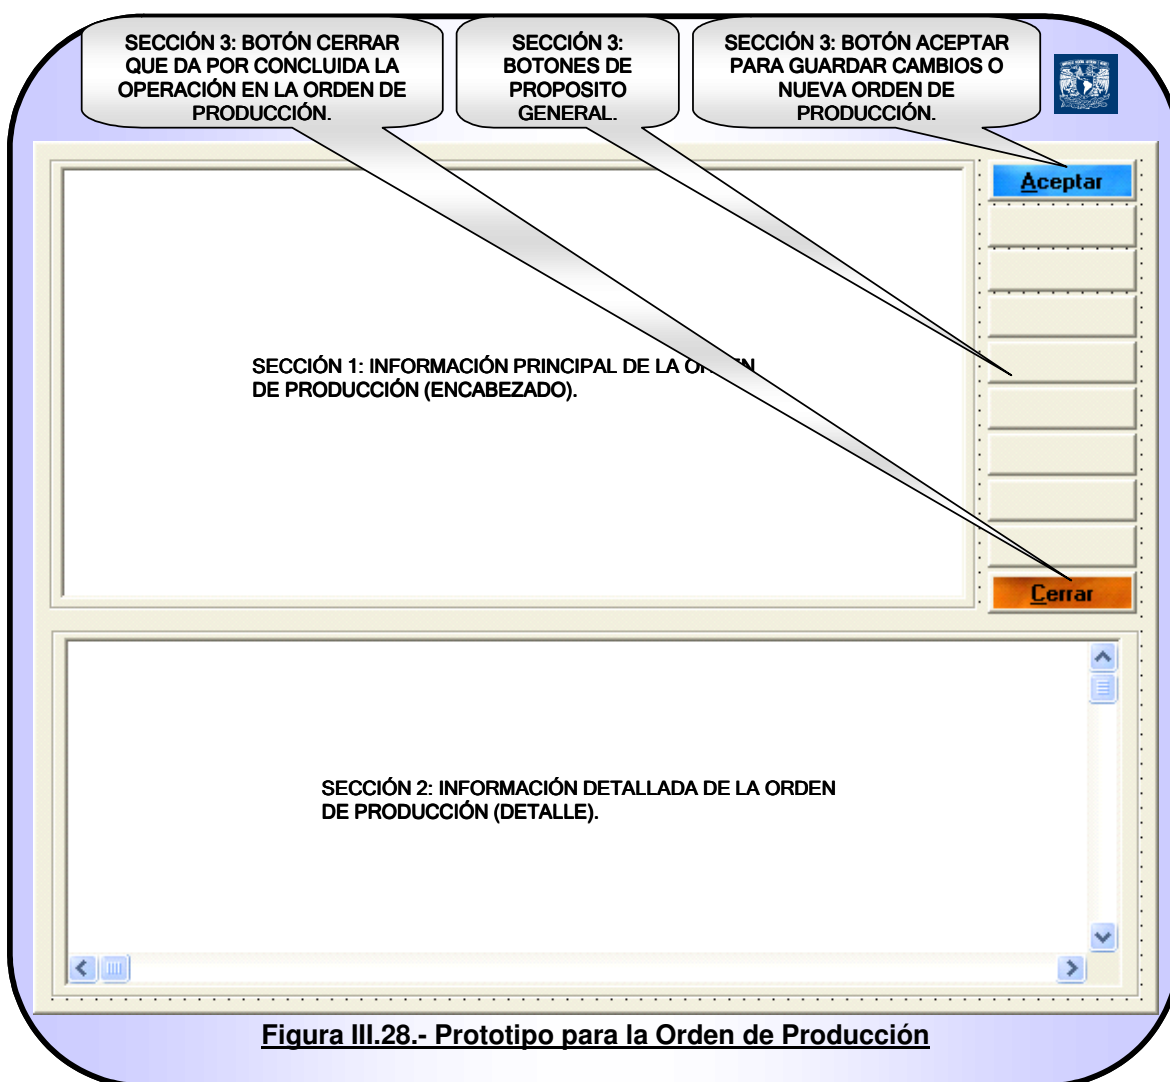 SECCIÓN 3: BOTÓN CERRAR
QUE DA POR CONCLUIDA LA
OPERACIÓN EN LA ORDEN DE
PRODUCCIÓN.
SECCIÓN 3:
BOTONES DE
PROPOSITO
GENERAL.
SECCIÓN 3: BOTÓN ACEPTAR
PARA GUARDAR CAMBIOS O
NUEVA ORDEN DE
PRODUCCIÓN.
Aceptar
SECCIÓN 1: INFORMACIÓN PRINCIPAL DE LA ORDEN
DE PRODUCCIÓN (ENCABEZADO).
Cerrar
SECCIÓN 2: INFORMACIÓN DETALLADA DE LA ORDEN
DE PRODUCCIÓN (DETALLE).
Figura III.28.- Prototipo para la Orden de Producción